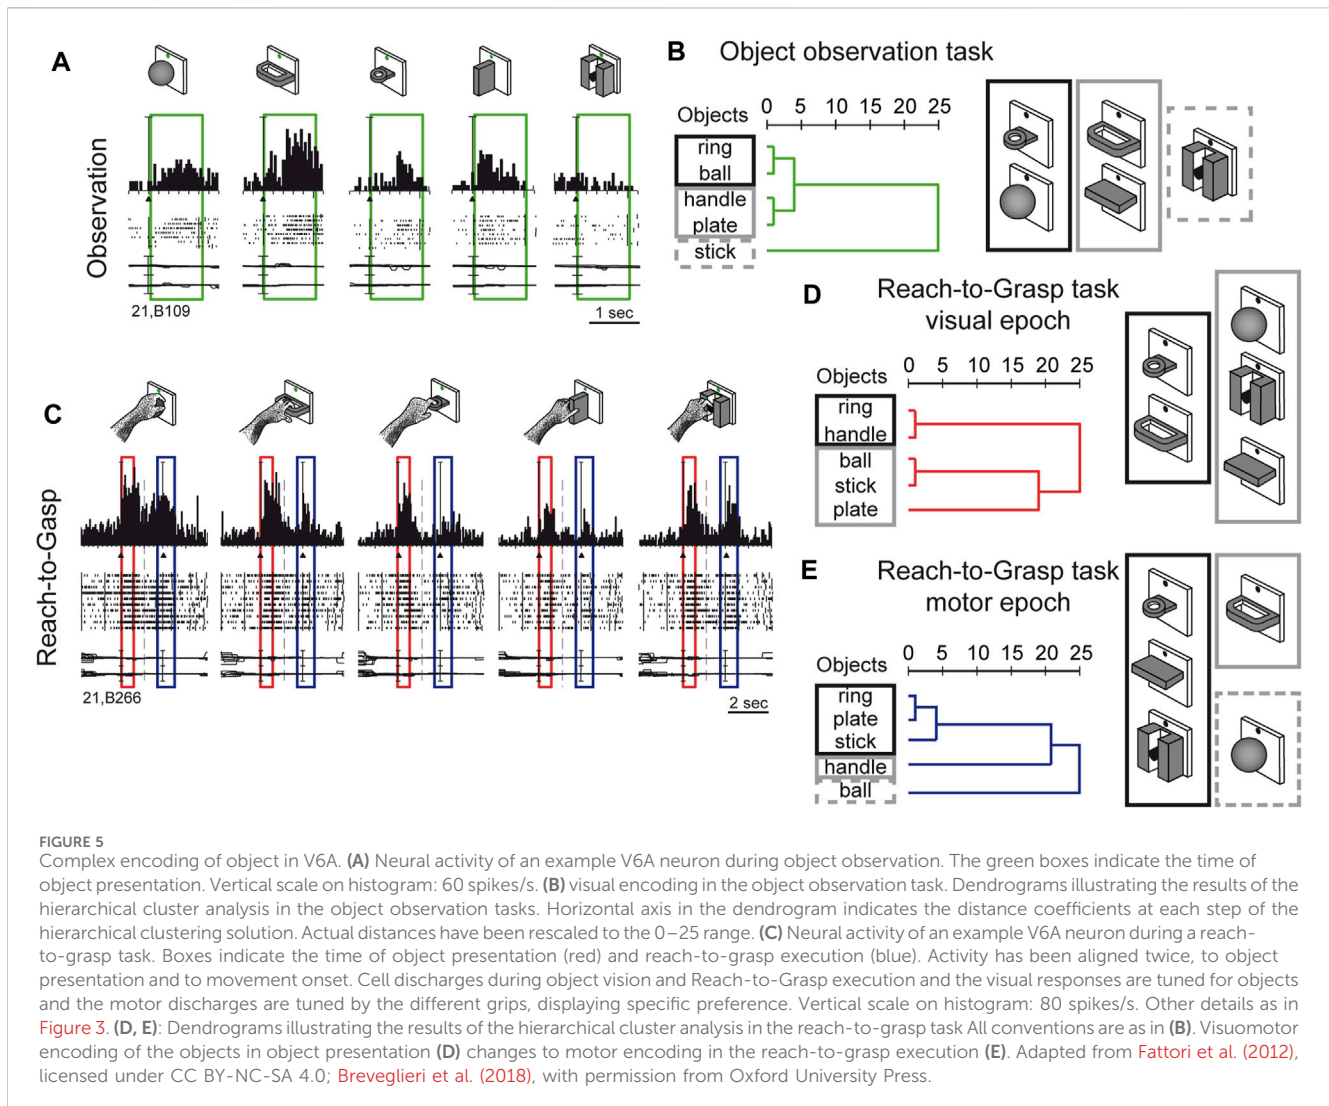 A
Observation
21,B109
1 sec
B
Object observation task
Objects
0 5 10 15 20 25
ring
ball
handle
plate
stick
C
Reach-to-Gasp
21,B266
2 sec
D
Reach-to-Grasp task
visual epoch
Objects
0 5 10 15 20 25
ring
handle
ball
stick
plate
E
Reach-to-Grasp task
motor epoch
Objects
0 5 10 15 20 25
ring
plate
stick
handle
ball
FIGURE 5
Complex encoding of object in V6A. (A) Neural activity of an example V6A neuron during object observation. The green boxes indicate the time of
object presentation. Vertical scale on histogram: 60 spikes/s. (B) visual encoding in the object observation task. Dendrograms illustrating the results of the
hierarchical cluster analysis in the object observation tasks. Horizontal axis in the dendrogram indicates the distance coefficients at each step of the
hierarchical clustering solution. Actual distances have been rescaled to the 0–25 range. (C) Neural activity of an example V6A neuron during a reach-
to-grasp task. Boxes indicate the time of object presentation (red) and reach-to-grasp execution (blue). Activity has been aligned twice, to object
presentation and to movement onset. Cell discharges during object vision and Reach-to-Grasp execution and the visual responses are tuned for objects
and the motor discharges are tuned by the different grips, displaying specific preference. Vertical scale on histogram: 80 spikes/s. Other details as in
Figure 3. (D, E): Dendrograms illustrating the results of the hierarchical cluster analysis in the reach-to-grasp task All conventions are as in (B). Visuomotor
encoding of the objects in object presentation (D) changes to motor encoding in the reach-to-grasp execution (E). Adapted from Fattori et al. (2012),
licensed under CC BY-NC-SA 4.0; Breveglieri et al. (2018), with permission from Oxford University Press.